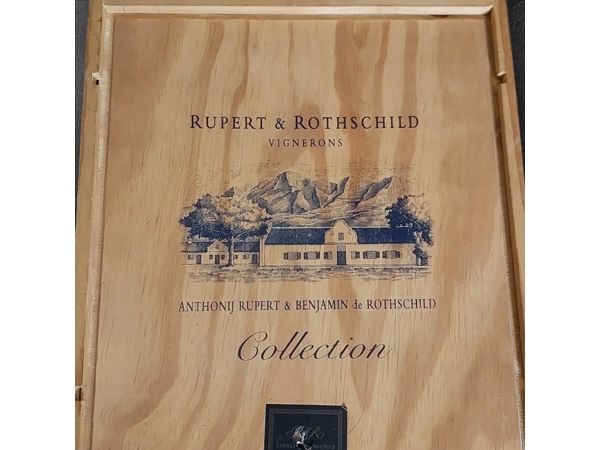 RUPERT & ROTHSCHILD
VIGNERONS
ANTHONIJ RUPERT & BENJAMIN de ROTHSCHILD
Collection